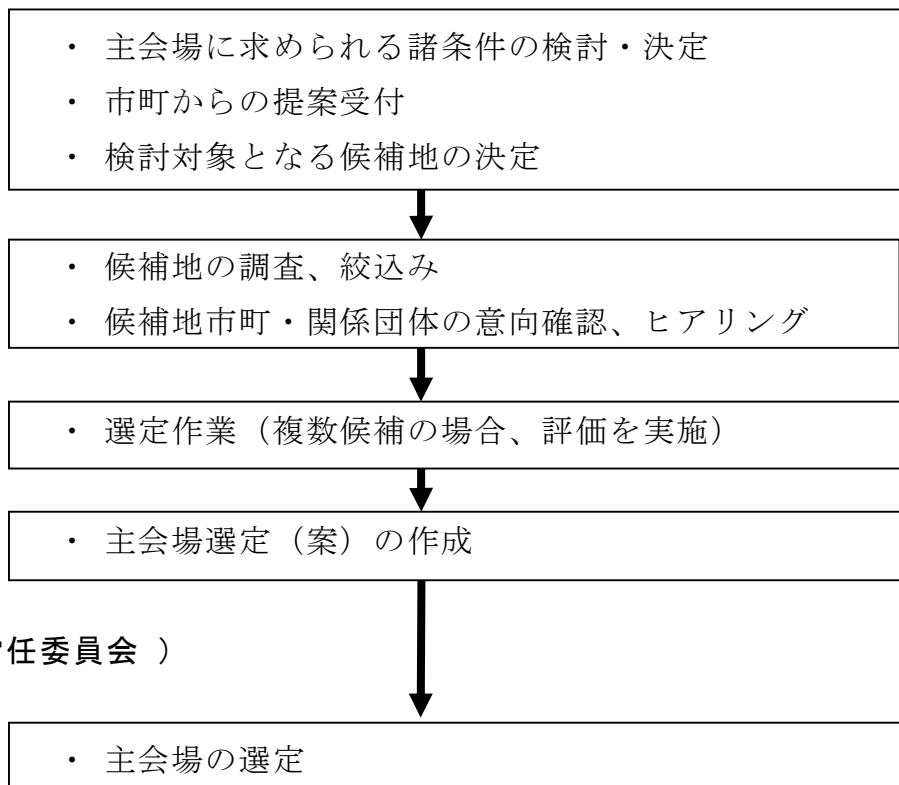 ・ 主会場に求められる諸条件の検討・決定
・ 市町からの提案受付
・ 検討対象となる候補地の決定
・ 候補地の調査、絞込み
・ 候補地市町・関係団体の意向確認、ヒアリング
・ 選定作業（複数候補の場合、評価を実施）
・ 主会場選定（案）の作成
任委員会 ）
・ 主会場の選定